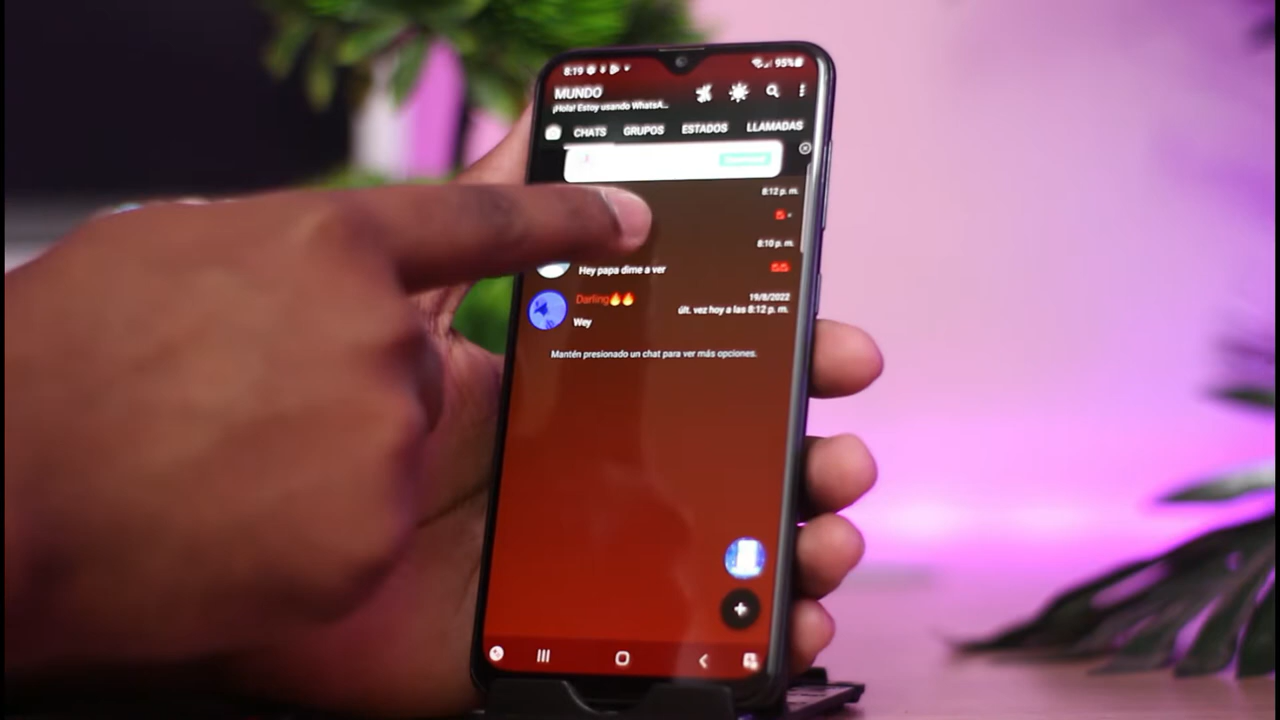 8:19
95%
MUNDO
¡Hola! Estoy usando WhatsA...
CHATS GRUPOS ESTADOS LLAMADAS
8:12 p. m.
8:10 p. m.
Hey papa dime a ver
Darling🔥🔥
19/8/2022
últ. vez hoy a las 8:12 p. m.
Wey
Mantén presionado un chat para ver más opciones.